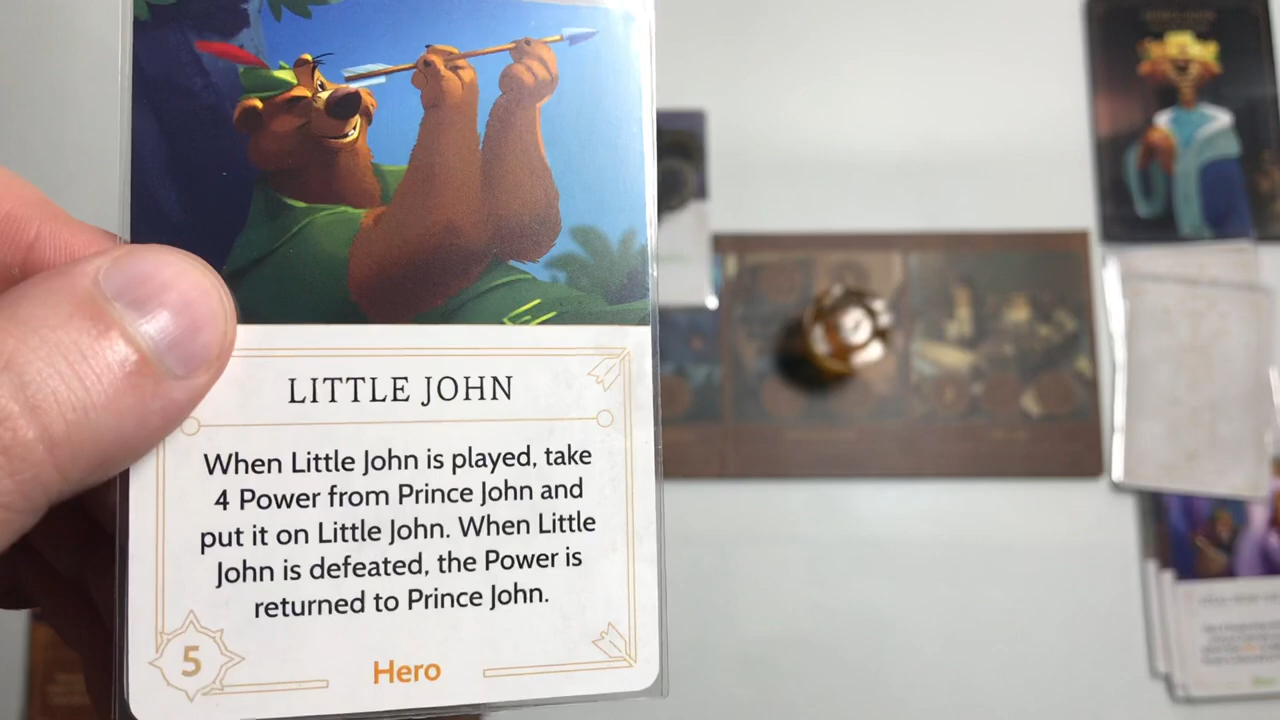 LITTLE JOHN
When Little John is played, take
4 Power from Prince John and
put it on Little John. When Little
John is defeated, the Power is
returned to Prince John.
5
Hero